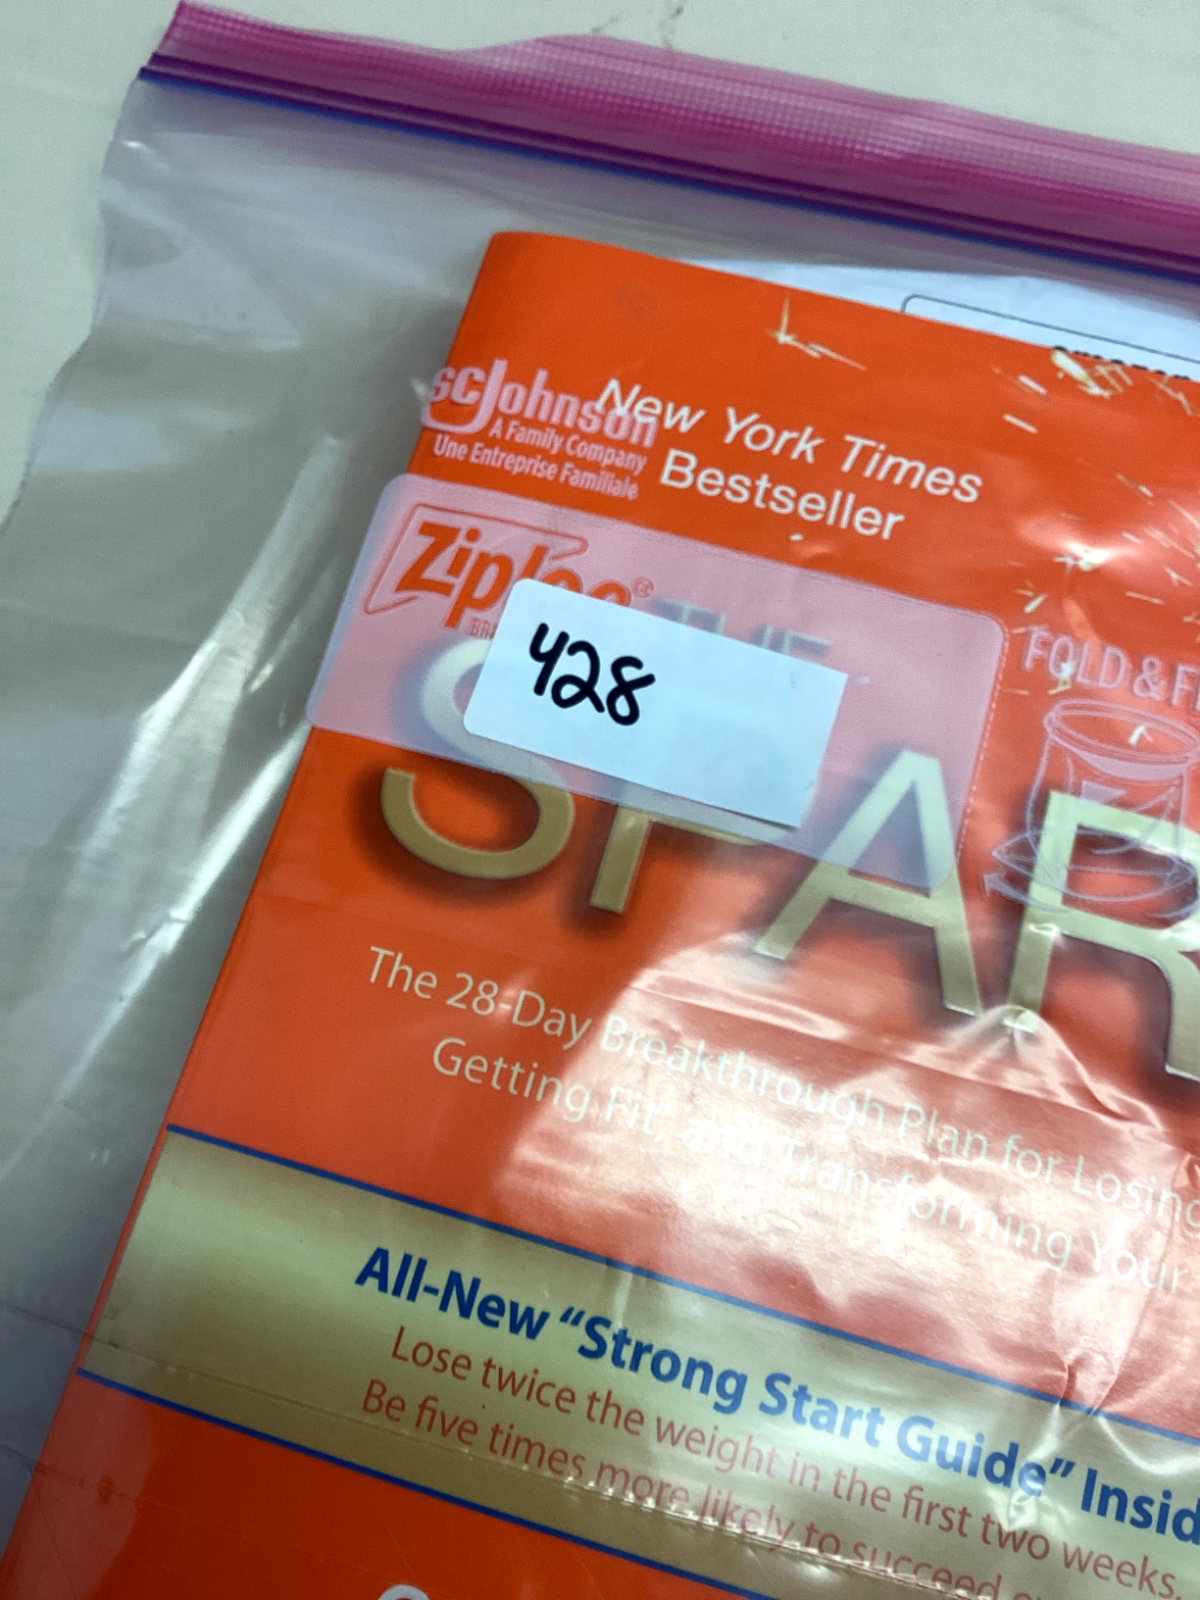 scJohnson
A Family Company
Une Entreprise Familiale
New York Times
Bestseller
Ziploc®
428
THE
FOLD &
SPAR
The 28-Day Breakthrough Plan for Losing
Getting Fit, and Transforming Your
All-New “Strong Start Guide” Insid
Lose twice the weight in the first two weeks.
Be five times more likely to succeed